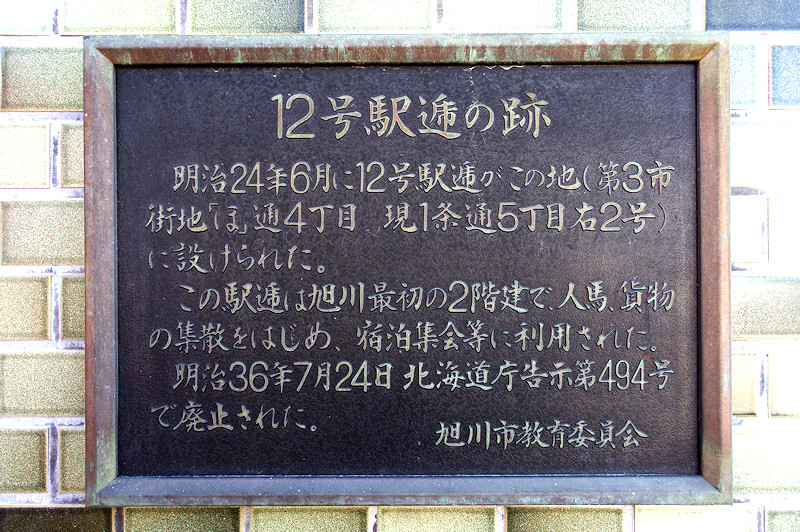 12号駅逓の跡
明治24年6月に12号駅逓がこの地(第3市
街地「ほ」通4丁目 現1条通5丁目右2号)
に設けられた。
この駅逓は旭川最初の2階建で、人馬、貨物
の集散をはじめ、宿泊集会等に利用された。
明治36年7月24日 北海道庁告示第494号
で廃止された。
旭川市教育委員会